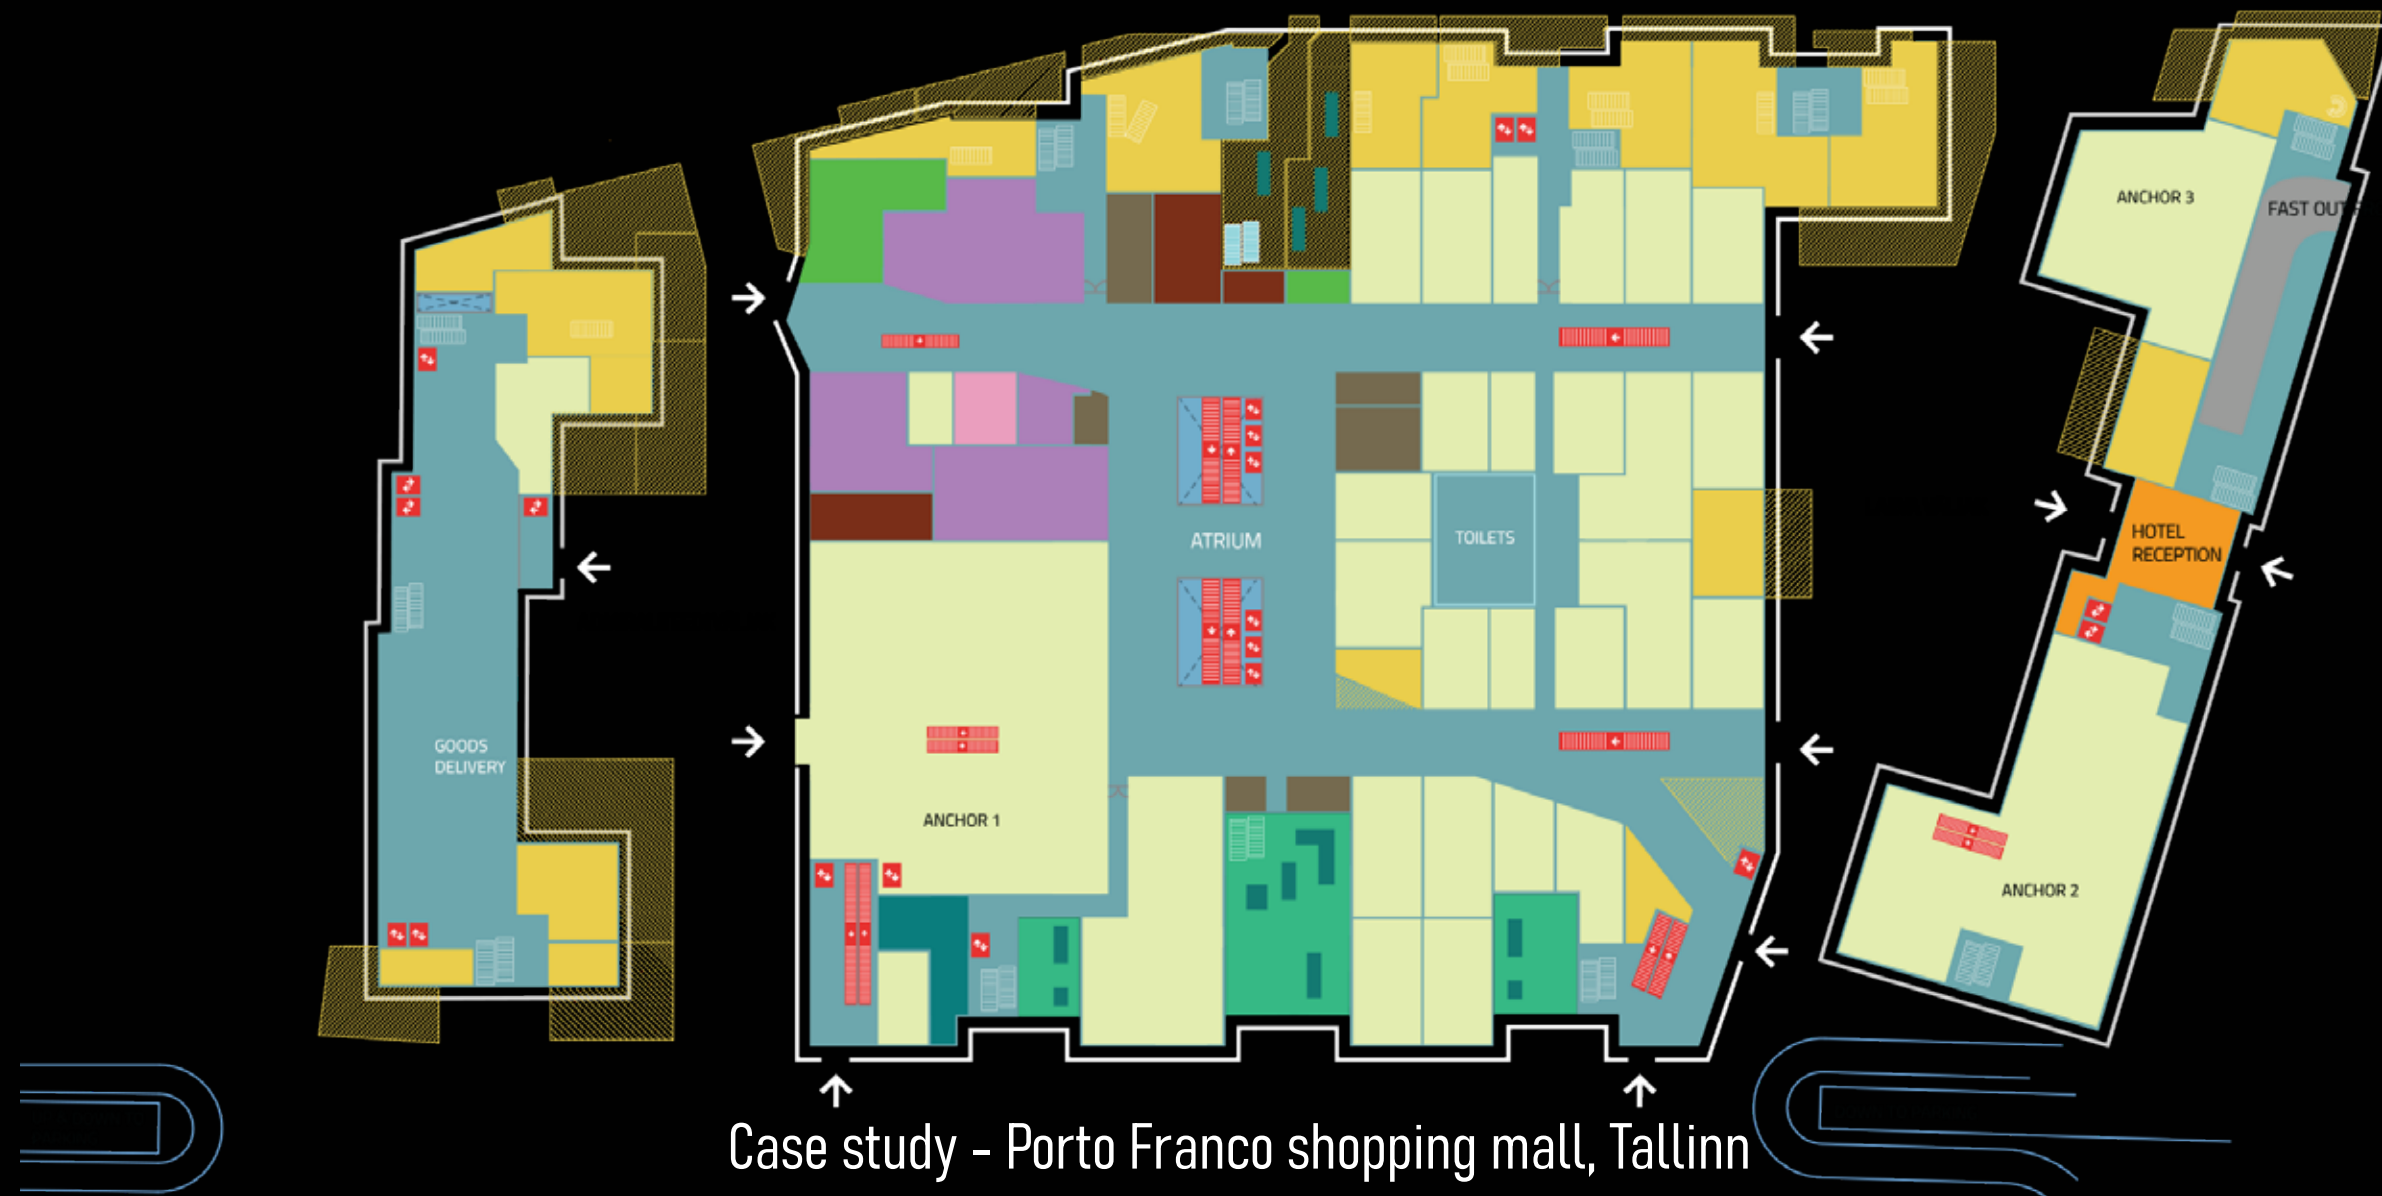 ANCHOR 3
FAST OUT
HOTEL
RECEPTION
ATRIUM
TOILETS
GOODS
DELIVERY
ANCHOR 1
ANCHOR 2
Case study - Porto Franco shopping mall, Tallinn